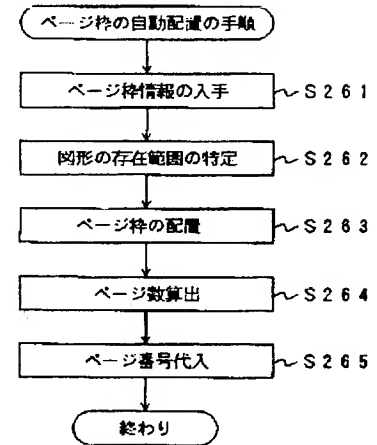 ページ枠の自動配置の手順
ページ枠情報の入手 S261
図形の存在範囲の特定 S262
ページ枠の配置 S263
ページ数算出 S264
ページ番号代入 S265
終わり